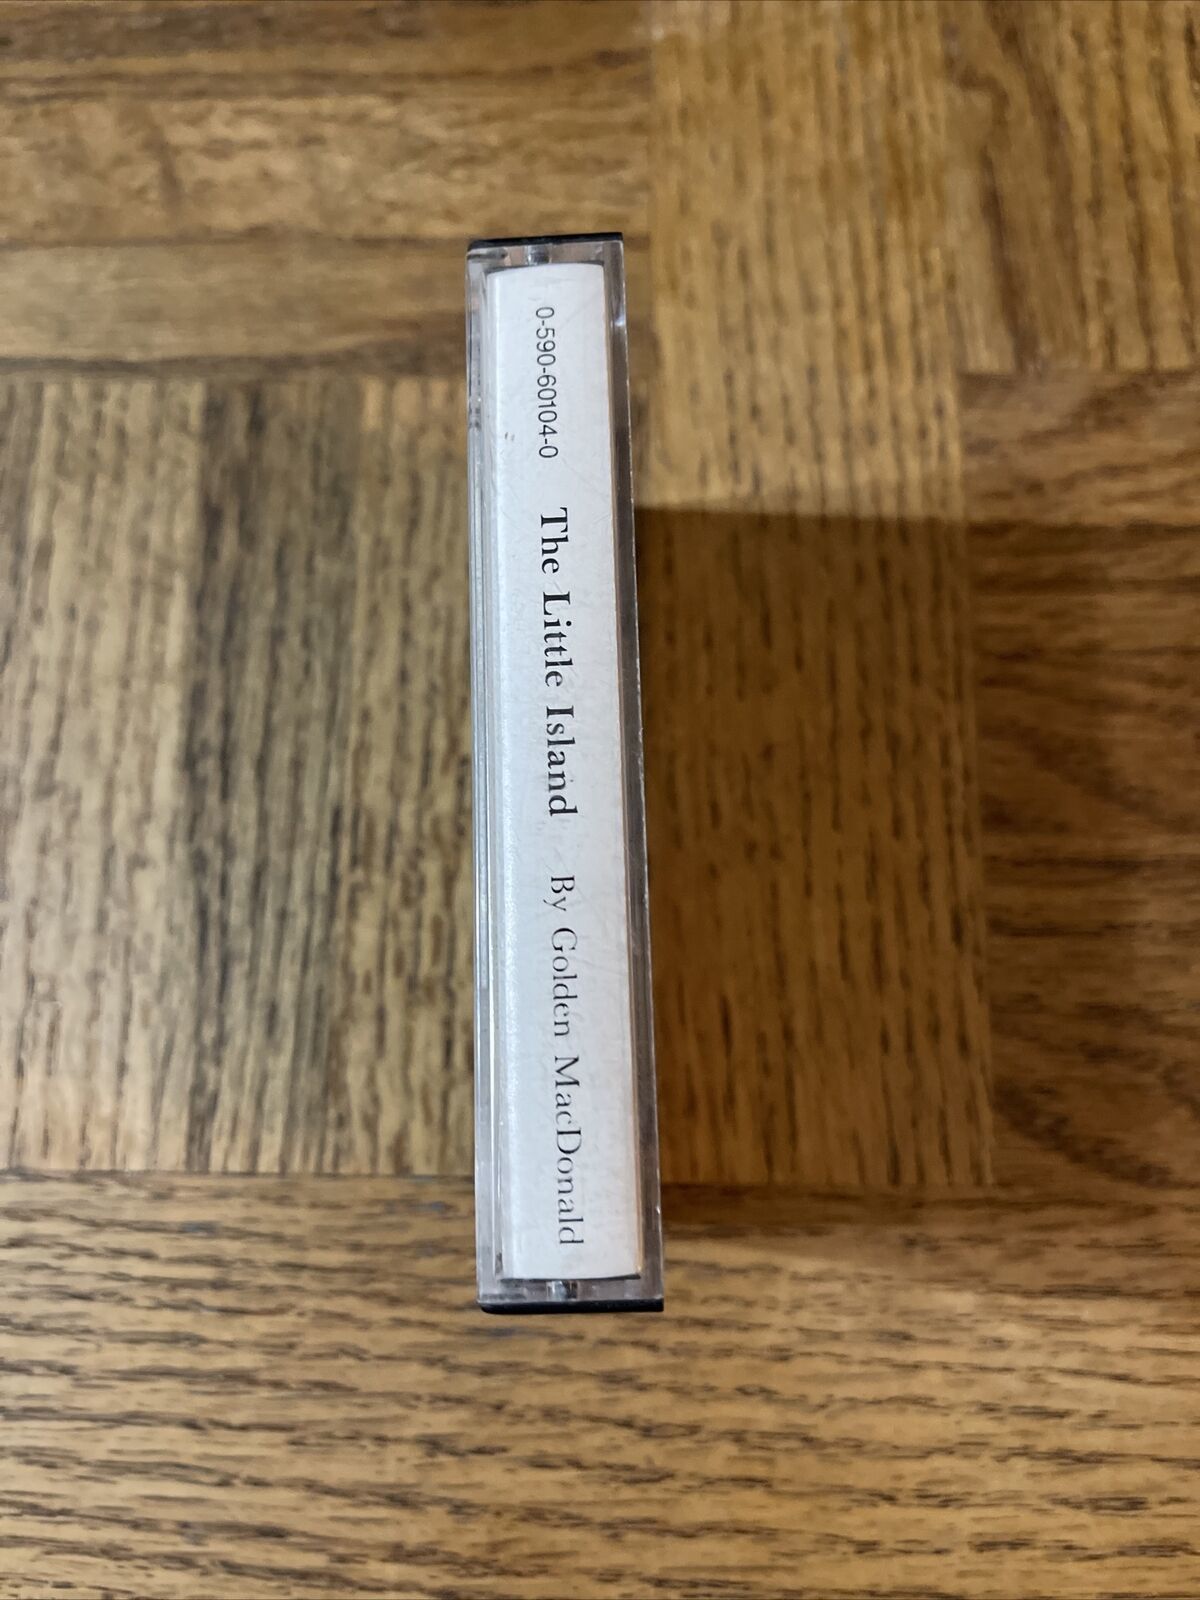 0-590-60104-0 The Little Island By Golden MacDonald